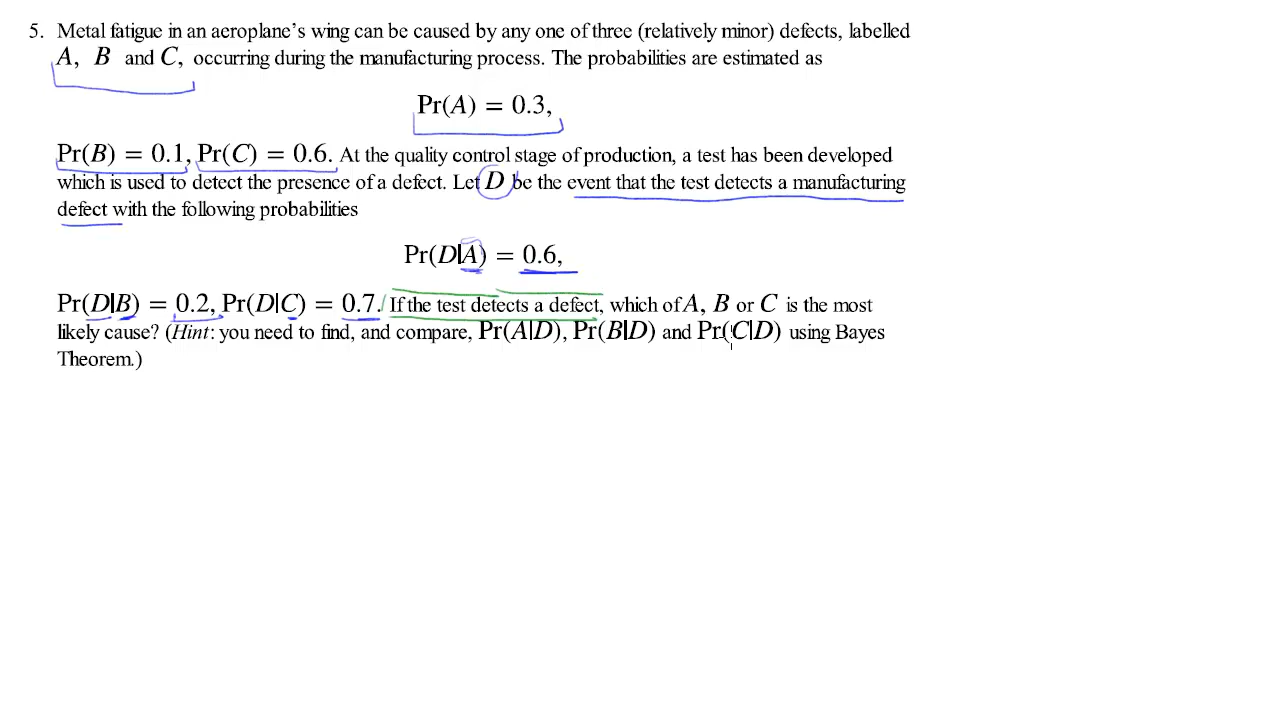 5. Metal fatigue in an aeroplane's wing can be caused by any one of three (relatively minor) defects, labelled
A, B and C, occurring during the manufacturing process. The probabilities are estimated as
Pr(A) = 0.3,
Pr(B) = 0.1, Pr(C) = 0.6. At the quality control stage of production, a test has been developed
which is used to detect the presence of a defect. Let D be the event that the test detects a manufacturing
defect with the following probabilities
Pr(D|A) = 0.6,
Pr(D|B) = 0.2, Pr(D|C) = 0.7. If the test detects a defect, which of A, B or C is the most
likely cause? (Hint: you need to find, and compare, Pr(A|D), Pr(B|D) and Pr(C|D) using Bayes
Theorem.)